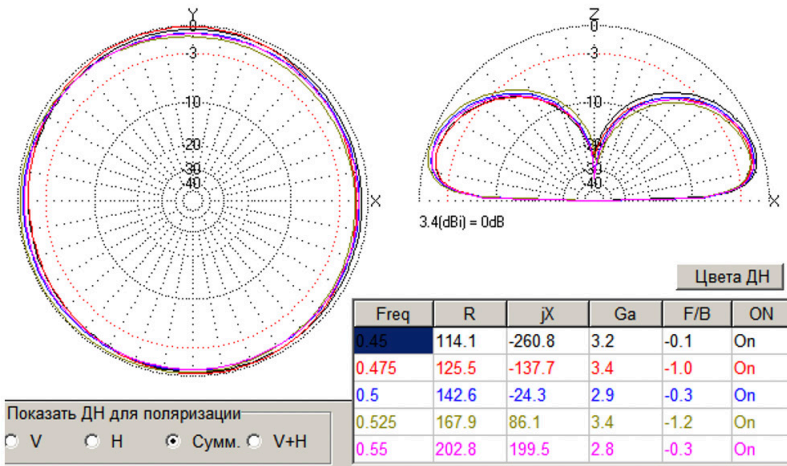 Y
0
3
10
20
30
40
X
Z
0
3
10
20
30
40
X
3.4(dBi) = 0dB
Цвета ДН
Freq R jX Ga F/B ON
0.45 114.1 -260.8 3.2 -0.1 On
0.475 125.5 -137.7 3.4 -1.0 On
0.5 142.6 -24.3 2.9 -0.3 On
0.525 167.9 86.1 3.4 -1.2 On
0.55 202.8 199.5 2.8 -0.3 On
Показать ДН для поляризации
V H Сумм. V+H